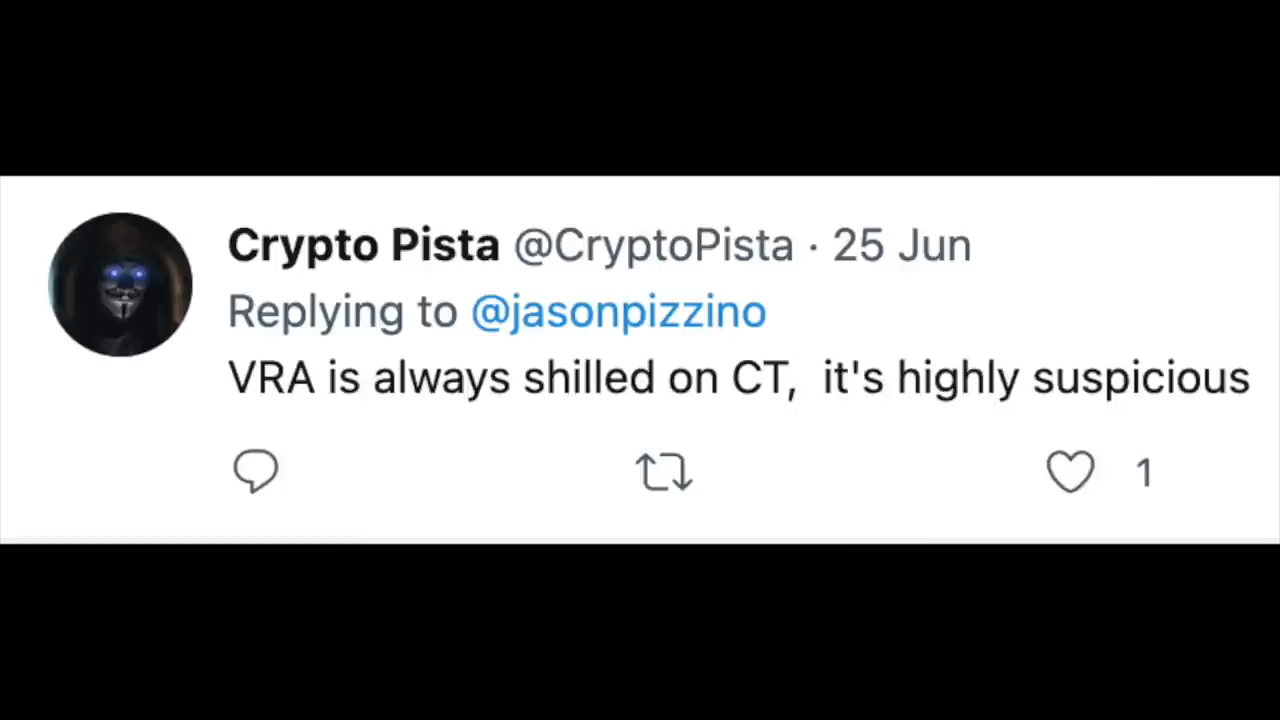 Crypto Pista @CryptoPista · 25 Jun
Replying to @jasonpizzino
VRA is always shilled on CT,  it's highly suspicious
1